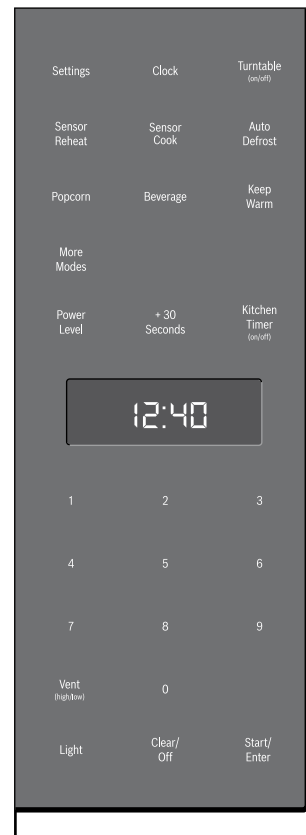 Settings Clock Turntable
(on/off)
Sensor Sensor Auto
Reheat Cook Defrost
Popcorn Beverage Keep
Warm
More
Modes
Power + 30 Kitchen
Level Seconds Timer
(on/off)
12:40
1 2 3
4 5 6
7 8 9
Vent 0
(high/low)
Light Clear/ Start/
Off Enter